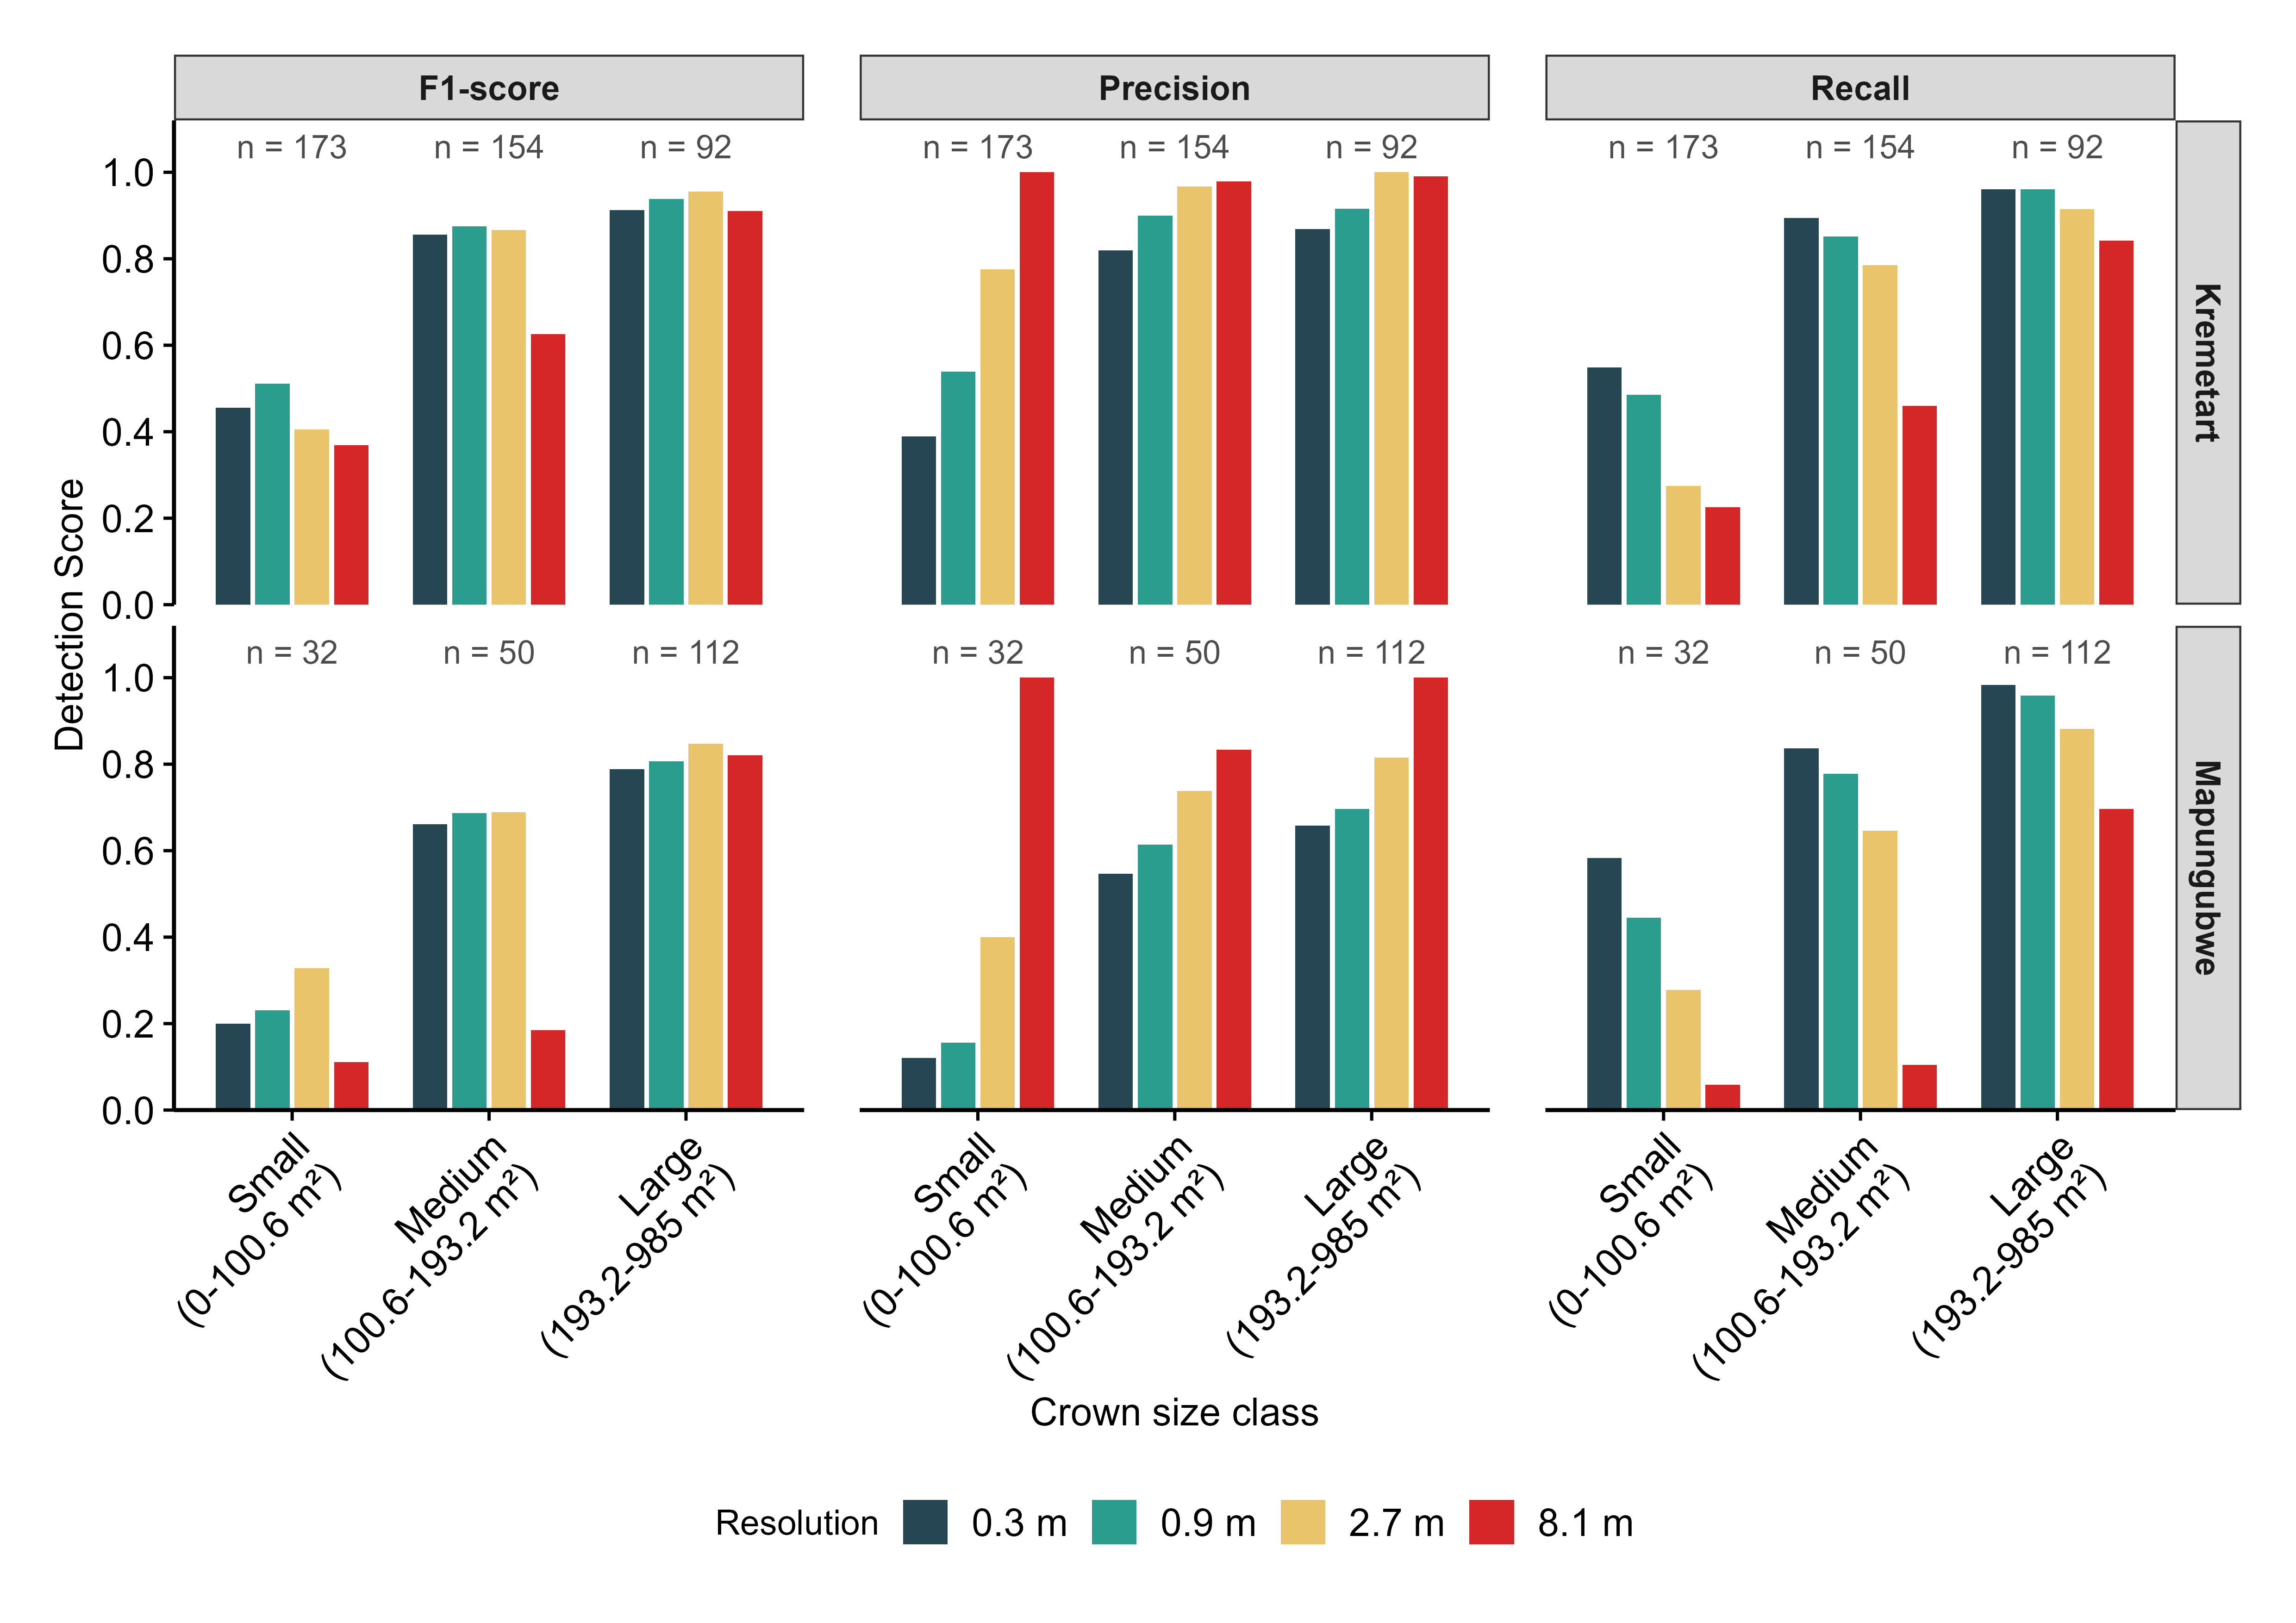 F1-score
Precision
Recall
n = 173
n = 154
n = 92
n = 173
n = 154
n = 92
n = 173
n = 154
n = 92
1.0
0.8
0.6
0.4
0.2
0.0
Kremetart
Detection Score
n = 32
n = 50
n = 112
n = 32
n = 50
n = 112
n = 32
n = 50
n = 112
1.0
0.8
0.6
0.4
0.2
0.0
Mapungubwe
Small
(0-100.6 m²)
Medium
(100.6-193.2 m²)
Large
(193.2-985 m²)
Small
(0-100.6 m²)
Medium
(100.6-193.2 m²)
Large
(193.2-985 m²)
Small
(0-100.6 m²)
Medium
(100.6-193.2 m²)
Large
(193.2-985 m²)
Crown size class
Resolution
0.3 m
0.9 m
2.7 m
8.1 m